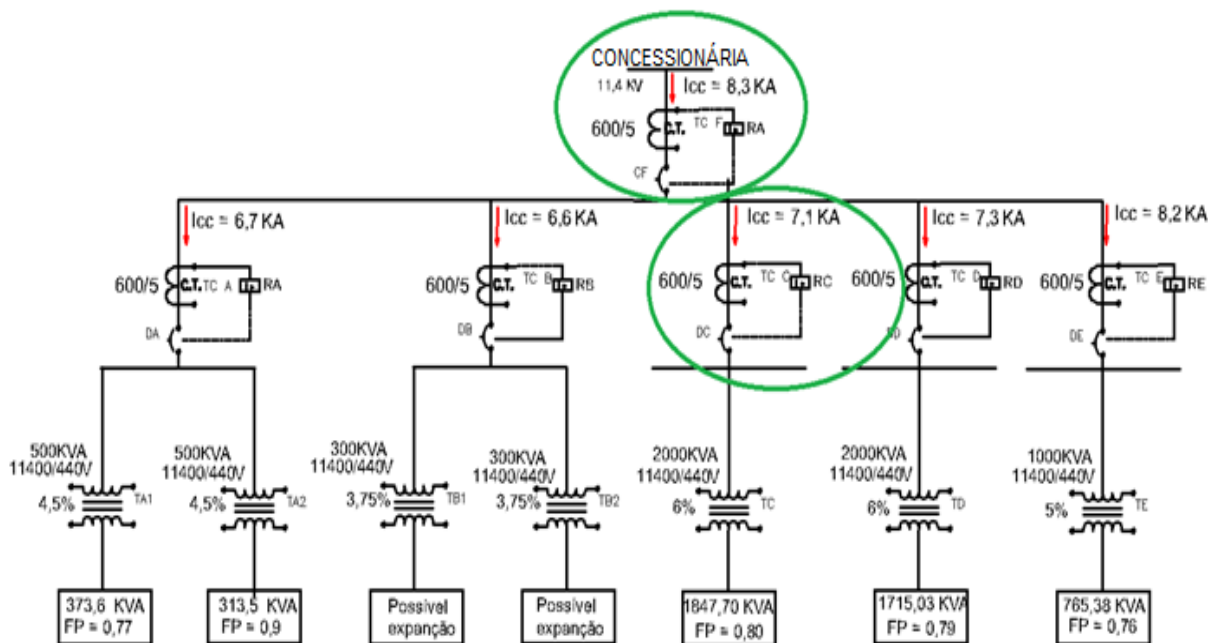 CONCESSIONÁRIA
11,4 KV
Icc = 8,3 KA
600/5
C.T.
TC F
RA
CF
Icc = 6,7 KA
Icc = 6,6 KA
Icc = 7,1 KA
Icc = 7,3 KA
Icc = 8,2 KA
600/5
C.T.
TC A
RA
600/5
C.T.
TC B
RB
600/5
C.T.
TC C
RC
600/5
C.T.
TC D
RD
600/5
C.T.
TC E
RE
DA
DB
DC
DE
500KVA
11400/440V
4,5%
TA1
500KVA
11400/440V
4,5%
TA2
300KVA
11400/440V
3,75%
TB1
300KVA
11400/440V
3,75%
TB2
2000KVA
11400/440V
6%
TC
2000KVA
11400/440V
6%
TD
1000KVA
11400/440V
5%
TE
373,6 KVA
FP = 0,77
313,5 KVA
FP = 0,9
Possível
expanção
Possível
expanção
1847,70 KVA
FP = 0,80
1715,03 KVA
FP = 0,79
765,38 KVA
FP = 0,76